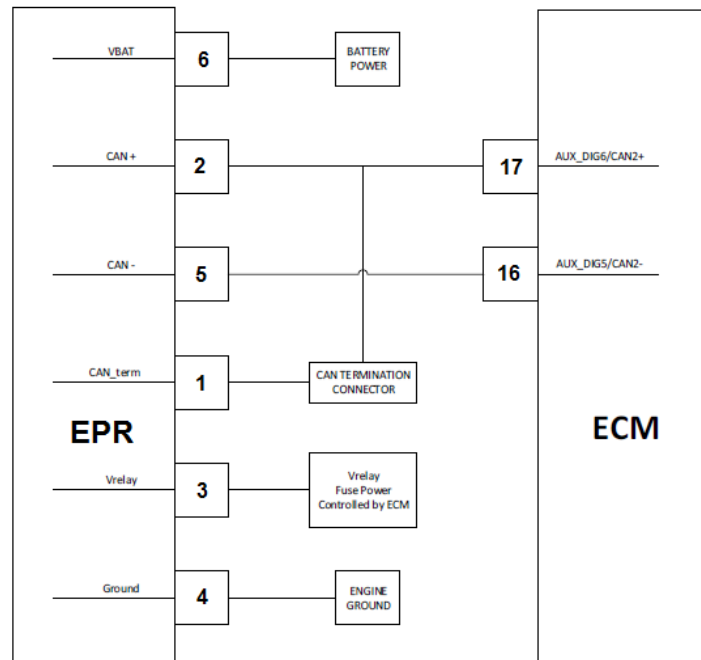 VBAT
6
BATTERY
POWER
CAN +
2
17
AUX_DIG6/CAN2+
CAN -
5
16
AUX_DIG5/CAN2-
CAN_term
1
CAN TERMINATION
CONNECTOR
EPR
ECM
Vrelay
3
Vrelay
Fuse Power
Controlled by ECM
Ground
4
ENGINE
GROUND